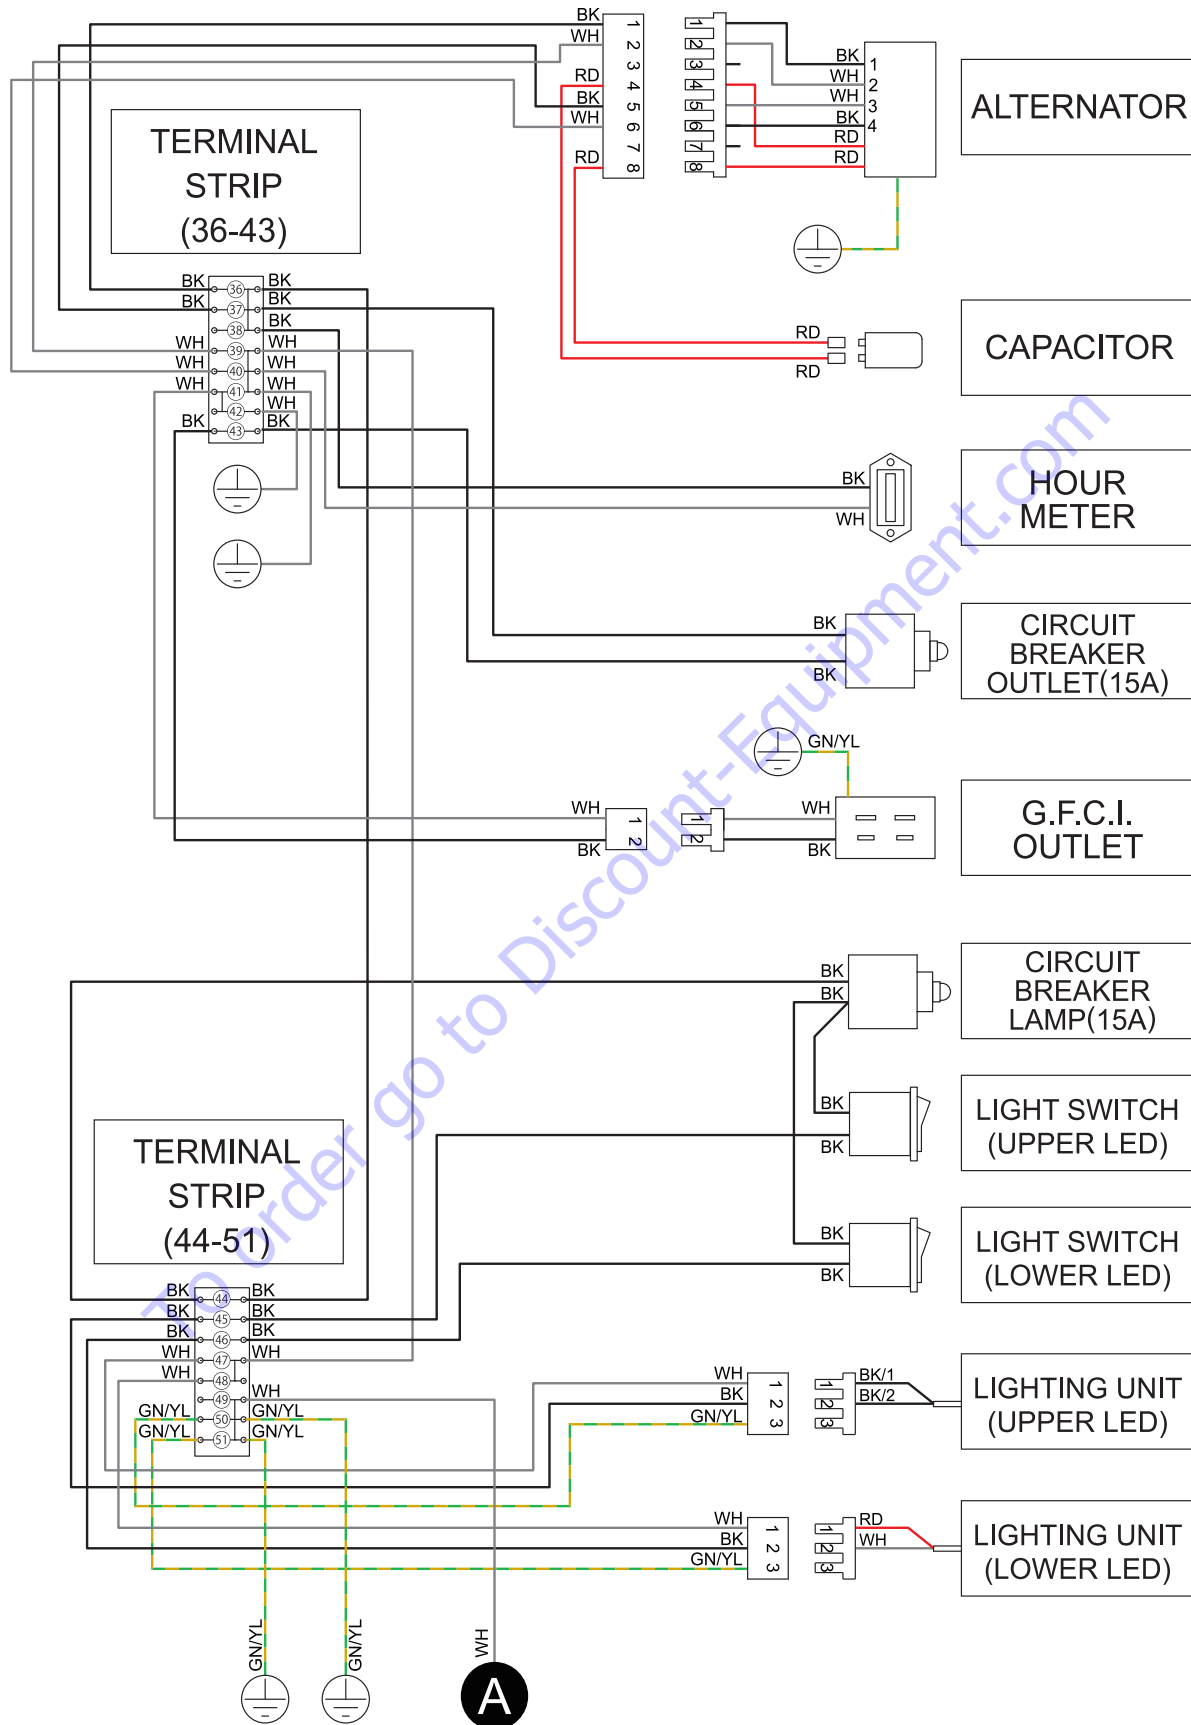 BK
WH
RD
BK
WH
RD
1
2
3
4
5
6
7
8
1
2
3
4
5
6
7
8
BK
WH
WH
BK
RD
RD
1
2
3
4
ALTERNATOR
TERMINAL
STRIP
(36-43)
BK
BK
WH
WH
WH
BK
36
37
38
39
40
41
42
43
BK
BK
BK
WH
WH
WH
WH
BK
RD
RD
CAPACITOR
BK
WH
HOUR
METER
BK
BK
CIRCUIT
BREAKER
OUTLET(15A)
GN/YL
WH
BK
1
2
1
2
WH
BK
G.F.C.I.
OUTLET
BK
BK
CIRCUIT
BREAKER
LAMP(15A)
BK
BK
LIGHT SWITCH
(UPPER LED)
BK
BK
LIGHT SWITCH
(LOWER LED)
TERMINAL
STRIP
(44-51)
BK
BK
BK
WH
WH
GN/YL
GN/YL
44
45
46
47
48
49
50
51
BK
BK
BK
WH
WH
GN/YL
GN/YL
WH
BK
GN/YL
1
2
3
1
2
3
BK/1
BK/2
LIGHTING UNIT
(UPPER LED)
WH
BK
GN/YL
1
2
3
1
2
3
RD
WH
LIGHTING UNIT
(LOWER LED)
GN/YL
GN/YL
WH
A
To order go to Discount-Equipment.com